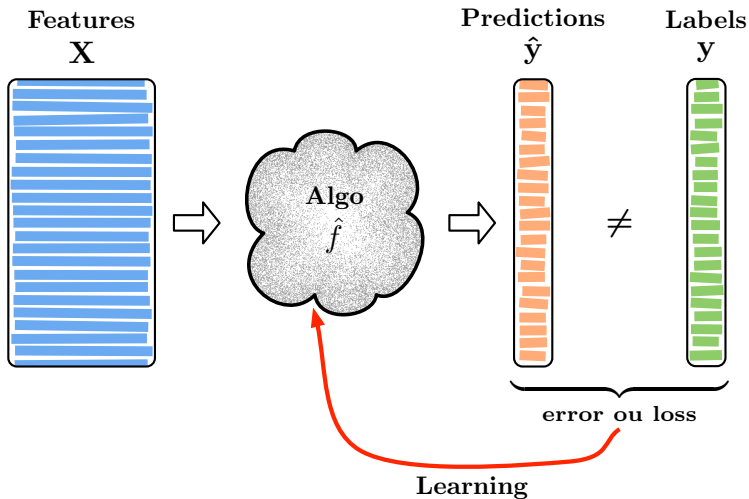 Features
X
Algo
f̂
Predictions
ŷ
≠
Labels
y
error ou loss
Learning